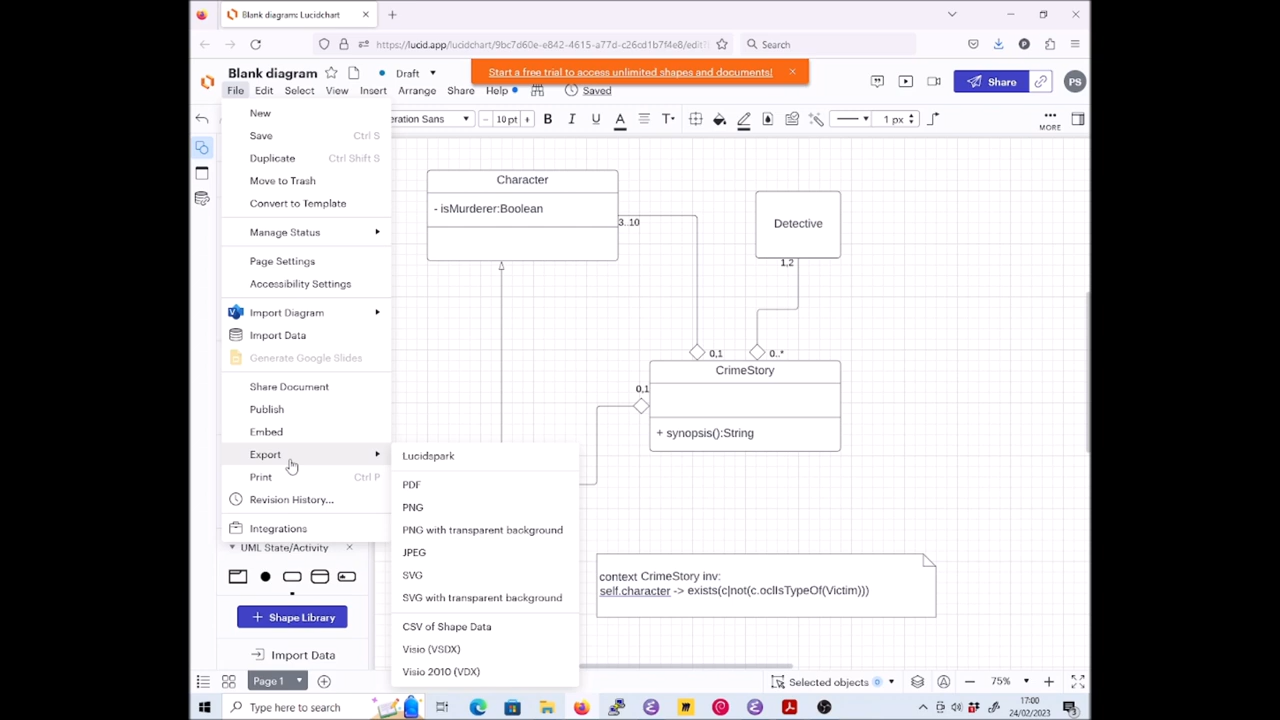 Blank diagram: Lucidchart
https://lucid.app/lucidchart/9bc7d60e-e842-4615-a77d-c26cd1b7f4e8/edit?
Search
Blank diagram
Draft
Start a free trial to access unlimited shapes and documents!
Share
PS
File Edit Select View Insert Arrange Share Help Saved
eration Sans
10 pt
B I U A T
1 px
MORE
New
Save Ctrl S
Duplicate Ctrl Shift S
Move to Trash
Convert to Template
Manage Status
Page Settings
Accessibility Settings
Import Diagram
Import Data
Generate Google Slides
Share Document
Publish
Embed
Export
Print Ctrl P
Revision History...
Integrations
Lucidspark
PDF
PNG
PNG with transparent background
JPEG
SVG
SVG with transparent background
CSV of Shape Data
Visio (VSDX)
Visio 2010 (VDX)
Character
- isMurderer:Boolean
3..10
Detective
1,2
0,1
0..*
CrimeStory
0,1
+ synopsis():String
context CrimeStory inv:
self.character -> exists(c|not(c.oclIsTypeOf(Victim)))
UML State/Activity
+ Shape Library
Import Data
Page 1
Selected objects 0
75%
Type here to search
17:00
24/02/2023